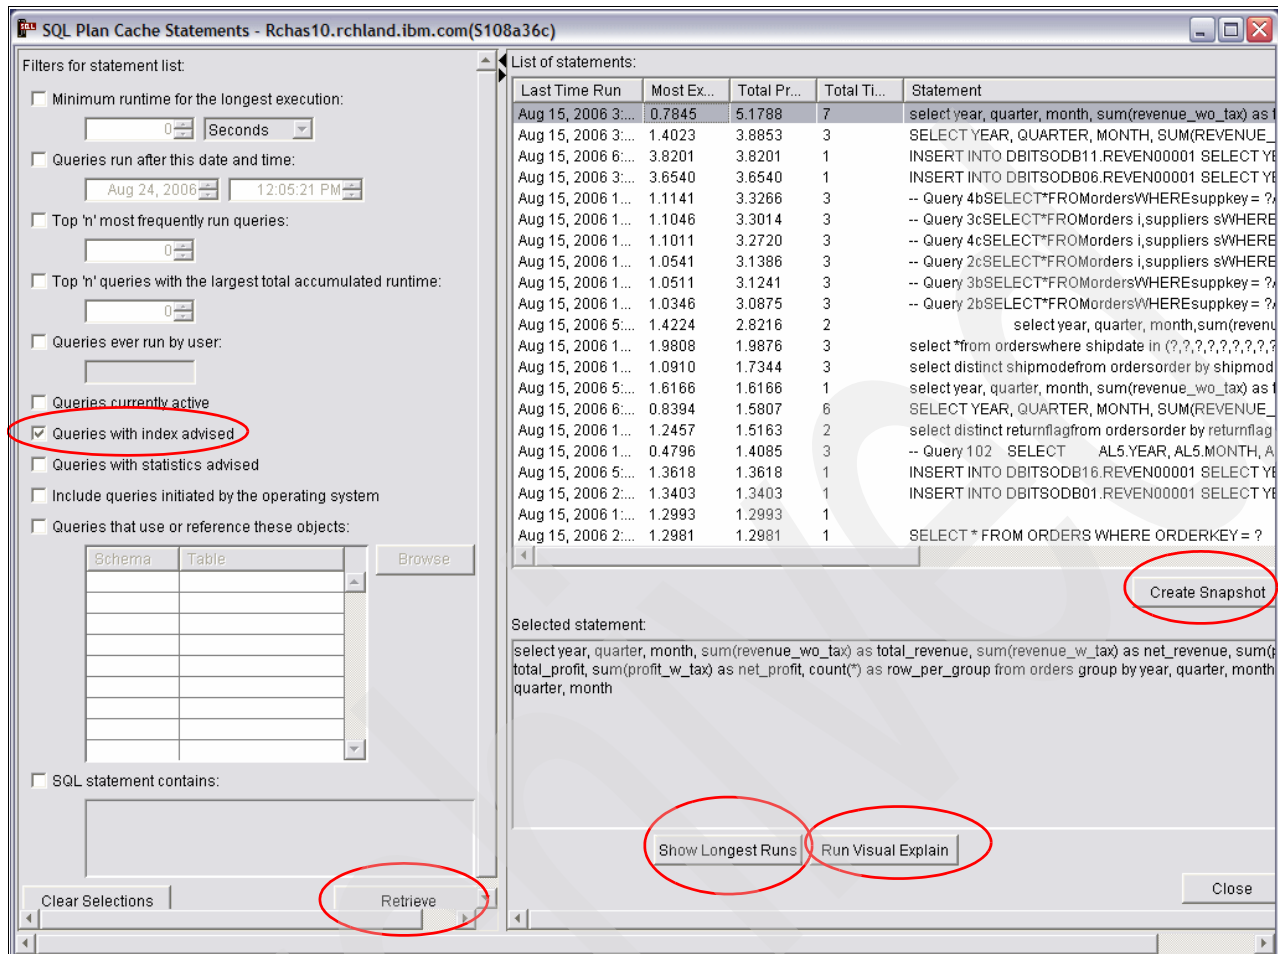 SQL Plan Cache Statements - Rchas10.rchland.ibm.com(S108a36c)
Filters for statement list:
Minimum runtime for the longest execution:
0 Seconds
Queries run after this date and time:
Aug 24, 2006 12:05:21 PM
Top 'n' most frequently run queries:
0
Top 'n' queries with the largest total accumulated runtime:
0
Queries ever run by user:
Queries currently active
Queries with index advised
Queries with statistics advised
Include queries initiated by the operating system
Queries that use or reference these objects:
Schema Table Browse
SQL statement contains:
Clear Selections Retrieve
List of statements:
Last Time Run Most Ex... Total Pr... Total Ti... Statement
Aug 15, 2006 3:... 0.7845 5.1788 7 select year, quarter, month, sum(revenue_wo_tax) as
Aug 15, 2006 3:... 1.4023 3.8853 3 SELECT YEAR, QUARTER, MONTH, SUM(REVENUE_
Aug 15, 2006 6:... 3.8201 3.8201 1 INSERT INTO DBITSODB11.REVEN00001 SELECT YE
Aug 15, 2006 3:... 3.6540 3.6540 1 INSERT INTO DBITSODB06.REVEN00001 SELECT YE
Aug 15, 2006 1... 1.1141 3.3266 3 -- Query 4bSELECT*FROMordersWHEREsuppkey = ?
Aug 15, 2006 1... 1.1046 3.3014 3 -- Query 3cSELECT*FROMorders i,suppliers sWHERE
Aug 15, 2006 1... 1.1011 3.2720 3 -- Query 4cSELECT*FROMorders i,suppliers sWHERE
Aug 15, 2006 1... 1.0541 3.1386 3 -- Query 2cSELECT*FROMorders i,suppliers sWHERE
Aug 15, 2006 1... 1.0511 3.1241 3 -- Query 3bSELECT*FROMordersWHEREsuppkey = ?
Aug 15, 2006 1... 1.0346 3.0875 3 -- Query 2bSELECT*FROMordersWHEREsuppkey = ?
Aug 15, 2006 5:... 1.4224 2.8216 2 select year, quarter, month,sum(revenu
Aug 15, 2006 1... 1.9808 1.9876 3 select *from orderswhere shipdate in (?,?,?,?,?,?,?,?,?
Aug 15, 2006 1... 1.0910 1.7344 3 select distinct shipmodefrom ordersorder by shipmod
Aug 15, 2006 5:... 1.6166 1.6166 1 select year, quarter, month, sum(revenue_wo_tax) as
Aug 15, 2006 6:... 0.8394 1.5807 6 SELECT YEAR, QUARTER, MONTH, SUM(REVENUE_
Aug 15, 2006 1... 1.2457 1.5163 2 select distinct returnflagfrom ordersorder by returnflag
Aug 15, 2006 1... 0.4796 1.4085 3 -- Query 102 SELECT AL5.YEAR, AL5.MONTH, A
Aug 15, 2006 5:... 1.3618 1.3618 1 INSERT INTO DBITSODB16.REVEN00001 SELECT YE
Aug 15, 2006 2:... 1.3403 1.3403 1 INSERT INTO DBITSODB01.REVEN00001 SELECT YE
Aug 15, 2006 1:... 1.2993 1.2993 1
Aug 15, 2006 2:... 1.2981 1.2981 1 SELECT * FROM ORDERS WHERE ORDERKEY = ?
Create Snapshot
Selected statement:
select year, quarter, month, sum(revenue_wo_tax) as total_revenue, sum(revenue_w_tax) as net_revenue, sum(
total_profit, sum(profit_w_tax) as net_profit, count(*) as row_per_group from orders group by year, quarter, month
quarter, month
Show Longest Runs Run Visual Explain
Close